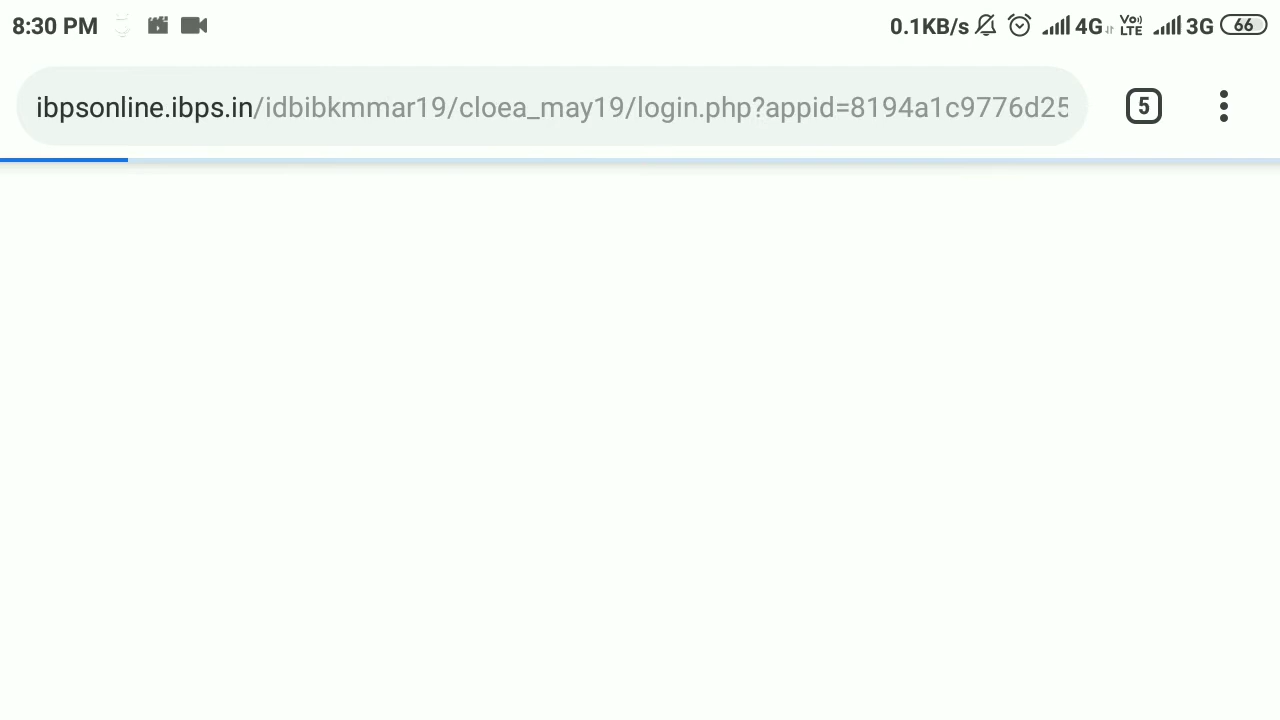 8:30 PM 0.1KB/s 4G Vo) LTE 3G 66
ibpsonline.ibps.in/idbibkmmar19/cloea_may19/login.php?appid=8194a1c9776d25
5